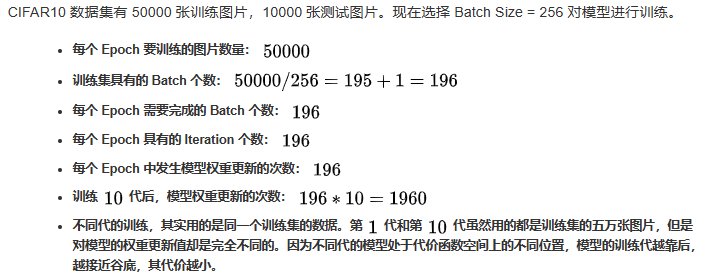 CIFAR10 数据集有 50000 张训练图片，10000 张测试图片。现在选择 Batch Size = 256 对模型进行训练。
• 每个 Epoch 要训练的图片数量： 50000
• 训练集具有的 Batch 个数： 50000/256 = 195 + 1 = 196
• 每个 Epoch 需要完成的 Batch 个数： 196
• 每个 Epoch 具有的 Iteration 个数： 196
• 每个 Epoch 中发生模型权重更新的次数： 196
• 训练 10 代后，模型权重更新的次数： 196 * 10 = 1960
• 不同代的训练，其实用的是同一个训练集的数据。第 1 代和第 10 代虽然用的都是训练集的五万张图片，但是
对模型的权重更新值却是完全不同的。因为不同代的模型处于代价函数空间上的不同位置，模型的训练代越靠后，
越接近谷底，其代价越小。